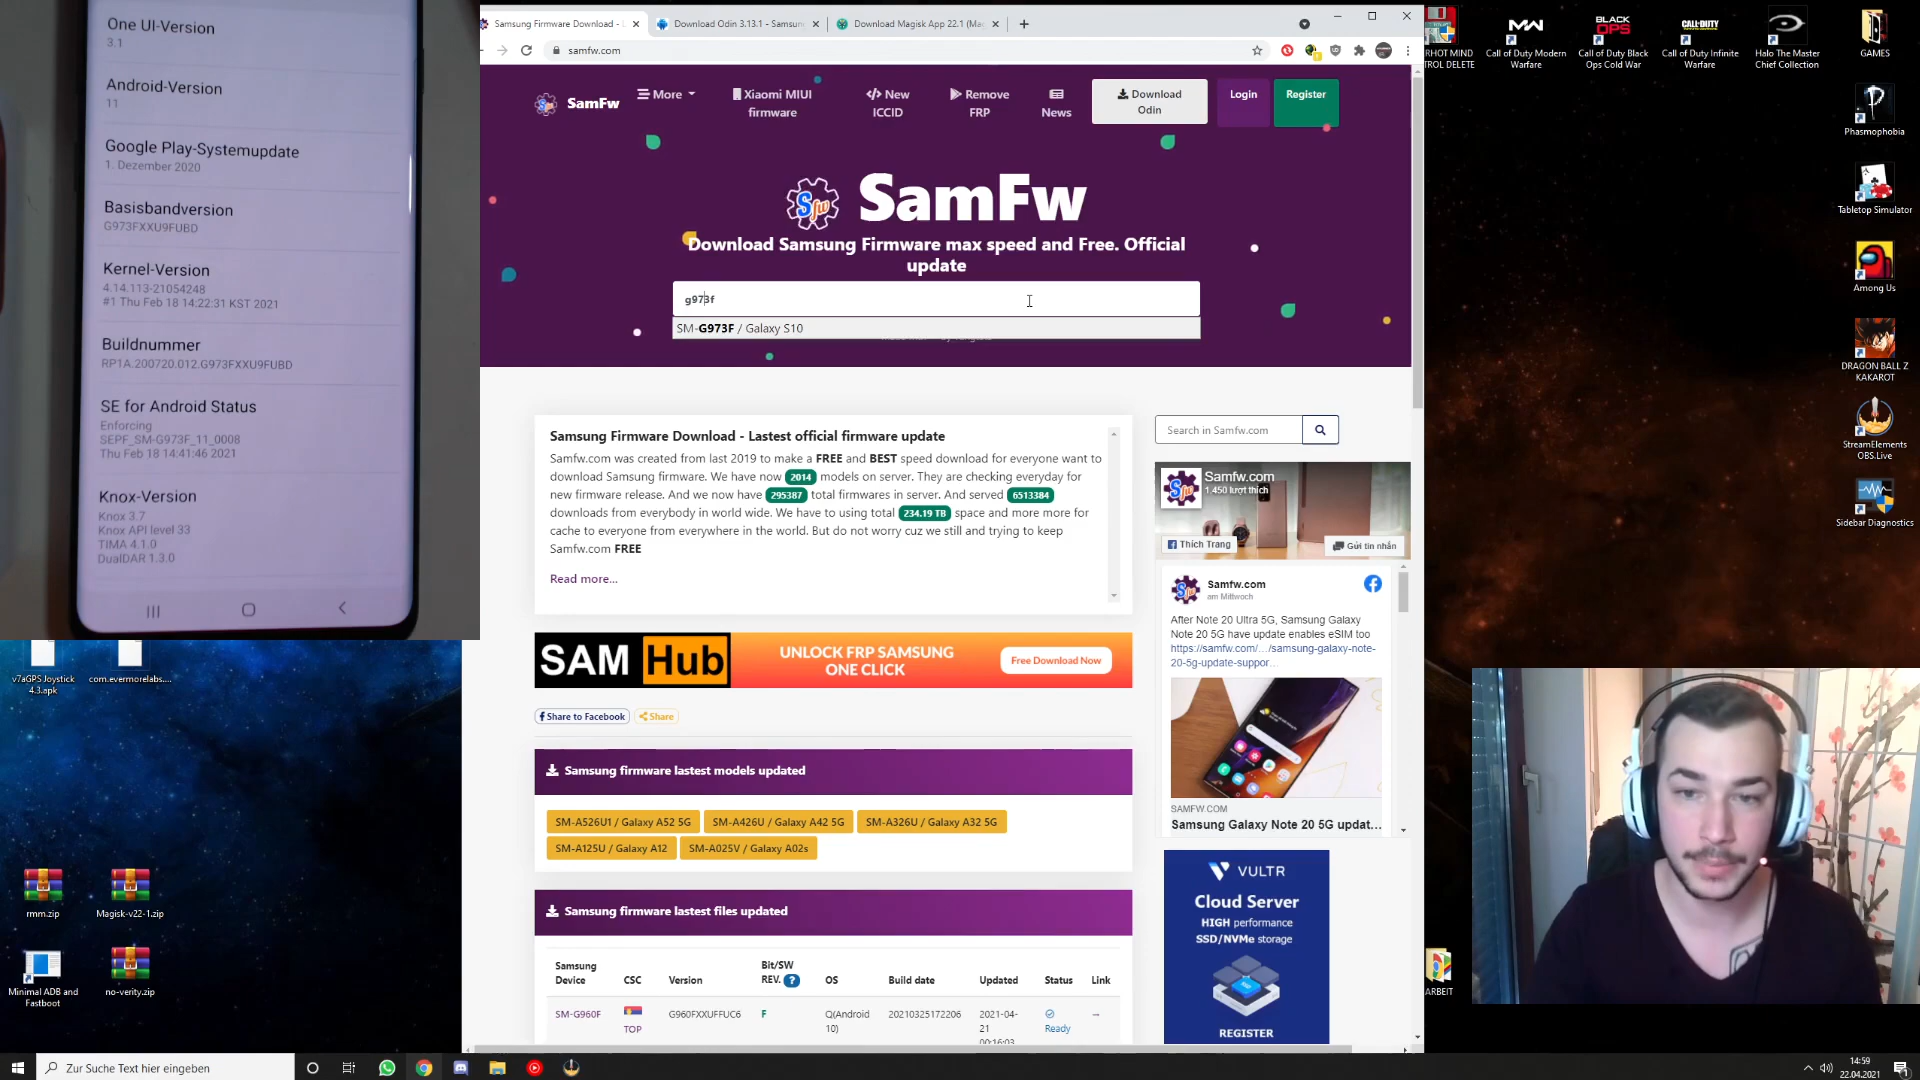 One UI-Version
3.1
Android-Version
11
Google Play-Systemupdate
1. Dezember 2020
Basisbandversion
G973FXXU9FUBD
Kernel-Version
4.14.113-21054248
#1 Thu Feb 18 14:22:31 KST 2021
Buildnummer
RP1A.200720.012.G973FXXU9FUBD
SE for Android Status
Enforcing
SEPF_SM-G973F_11_0008
Thu Feb 18 14:41:46 2021
Knox-Version
Knox 3.7
Knox API level 33
TIMA 4.1.0
DualDAR 1.3.0
Samsung Firmware Download -
Download Odin 3.13.1 - Samsu
Download Magisk App 22.1 (Mag
samfw.com
SamFw
More
Xiaomi MIUI
firmware
New
ICCID
Remove
FRP
News
Download
Odin
Login
Register
SamFw
Download Samsung Firmware max speed and Free. Official
update
g973f
SM-G973F / Galaxy S10
Samsung Firmware Download - Lastest official firmware update
Samfw.com was created from last 2019 to make a FREE and BEST speed download for everyone want to
download Samsung firmware. We have now 2014 models on server. They are checking everyday for
new firmware release. And we now have 295387 total firmwares in server. And served 6513384
downloads from everybody in world wide. We have to using total 234.19 TB space and more more for
cache to everyone from everywhere in the world. But do not worry cuz we still and trying to keep
Samfw.com FREE
Read more...
SAM Hub
UNLOCK FRP SAMSUNG
ONE CLICK
Free Download Now
Share to Facebook
Share
Samsung firmware lastest models updated
SM-A526U1 / Galaxy A52 5G
SM-A426U / Galaxy A42 5G
SM-A326U / Galaxy A32 5G
SM-A125U / Galaxy A12
SM-A025V / Galaxy A02s
Samsung firmware lastest files updated
Samsung
Device
CSC
Version
Bit/SW
REV. ?
OS
Build date
Updated
Status
Link
SM-G960F
TOP
G960FXXUFFUC6
F
Q(Android
10)
20210325172206
2021-04-
21
00:16:03
Ready
Search in Samfw.com
Samfw.com
1.450 lượt thích
Thích Trang
Gửi tin nhắn
Samfw.com
am Mittwoch
After Note 20 Ultra 5G, Samsung Galaxy
Note 20 5G have update enables eSIM too
https://samfw.com/.../samsung-galaxy-note-
20-5g-update-suppor...
SAMFW.COM
Samsung Galaxy Note 20 5G updat...
VULTR
Cloud Server
HIGH performance
SSD/NVMe storage
REGISTER
RHOT MIND
TROL DELETE
Call of Duty Modern
Warfare
BLACK
OPS
Call of Duty Black
Ops Cold War
CALL·DUTY
Call of Duty Infinite
Warfare
Halo The Master
Chief Collection
GAMES
Phasmophobia
Tabletop Simulator
Among Us
DRAGON BALL Z
KAKAROT
StreamElements
OBS.Live
Sidebar Diagnostics
ARBEIT
v7aGPS Joystick
4.3.apk
com.evermorelabs....
rmm.zip
Magisk-v22-1.zip
Minimal ADB and
Fastboot
no-verity.zip
Zur Suche Text hier eingeben
14:59
22.04.2021